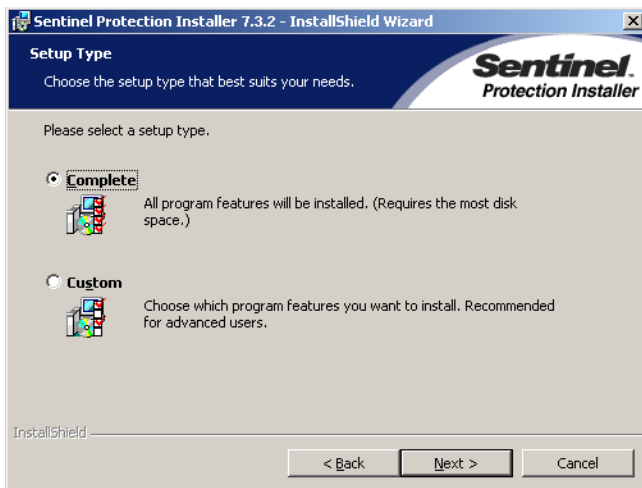 Sentinel Protection Installer 7.3.2 - InstallShield Wizard
Setup Type
Choose the setup type that best suits your needs.
Sentinel.
Protection Installer
Please select a setup type.
Complete
All program features will be installed. (Requires the most disk
space.)
Custom
Choose which program features you want to install. Recommended
for advanced users.
InstallShield
< Back
Next >
Cancel